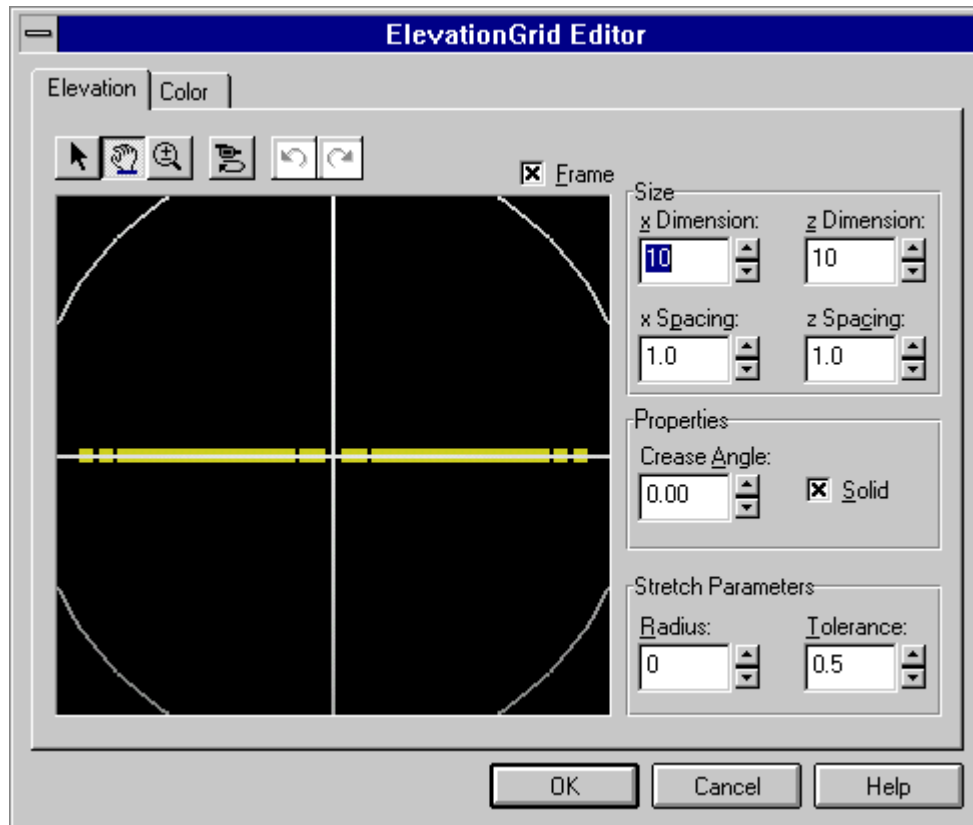 ElevationGrid Editor
Elevation Color
Frame
Size
x Dimension: z Dimension:
10 10
x Spacing: z Spacing:
1.0 1.0
Properties
Crease Angle:
0.00 Solid
Stretch Parameters
Radius: Tolerance:
0 0.5
OK Cancel Help